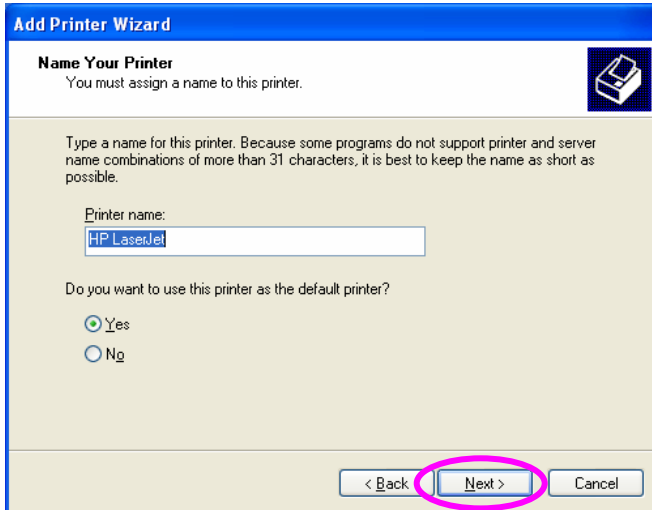 Add Printer Wizard
Name Your Printer
You must assign a name to this printer.
Type a name for this printer. Because some programs do not support printer and server
name combinations of more than 31 characters, it is best to keep the name as short as
possible.
Printer name:
HP LaserJet
Do you want to use this printer as the default printer?
Yes
No
< Back
Next >
Cancel